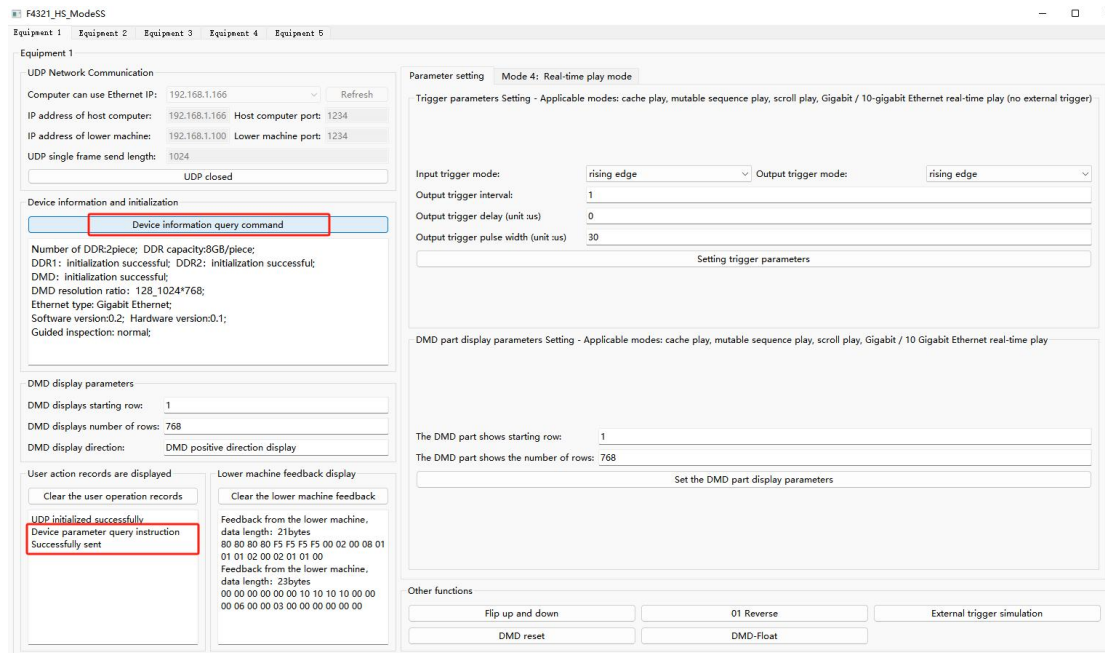 F4321_HS_ModeSS
Equipment 1 Equipment 2 Equipment 3 Equipment 4 Equipment 5
Equipment 1
UDP Network Communication
Computer can use Ethernet IP: 192.168.1.166 Refresh
IP address of host computer: 192.168.1.166 Host computer port: 1234
IP address of lower machine: 192.168.1.100 Lower machine port: 1234
UDP single frame send length: 1024
UDP closed
Device information and initialization
Device information query command
Number of DDR:2piece; DDR capacity:8GB/piece;
DDR1: initialization successful; DDR2: initialization successful;
DMD: initialization successful;
DMD resolution ratio: 128_1024*768;
Ethernet type: Gigabit Ethernet;
Software version:0.2; Hardware version:0.1;
Guided inspection: normal;
DMD display parameters
DMD displays starting row: 1
DMD displays number of rows: 768
DMD display direction: DMD positive direction display
User action records are displayed
Clear the user operation records
UDP initialized successfully
Device parameter query instruction
Successfully sent
Lower machine feedback display
Clear the lower machine feedback
Feedback from the lower machine,
data length: 21bytes
80 80 80 80 F5 F5 F5 F5 00 02 00 08 01
01 01 02 00 02 01 01 00
Feedback from the lower machine,
data length: 23bytes
00 00 00 00 00 00 10 10 10 10 00 00
00 06 00 00 03 00 00 00 00 00 00
Parameter setting Mode 4: Real-time play mode
Trigger parameters Setting - Applicable modes: cache play, mutable sequence play, scroll play, Gigabit / 10-gigabit Ethernet real-time play (no external trigger)
Input trigger mode: rising edge Output trigger mode: rising edge
Output trigger interval: 1
Output trigger delay (unit :us) 0
Output trigger pulse width (unit :us) 30
Setting trigger parameters
DMD part display parameters Setting - Applicable modes: cache play, mutable sequence play, scroll play, Gigabit / 10 Gigabit Ethernet real-time play
The DMD part shows starting row: 1
The DMD part shows the number of rows: 768
Set the DMD part display parameters
Other functions
Flip up and down 01 Reverse External trigger simulation
DMD reset DMD-Float